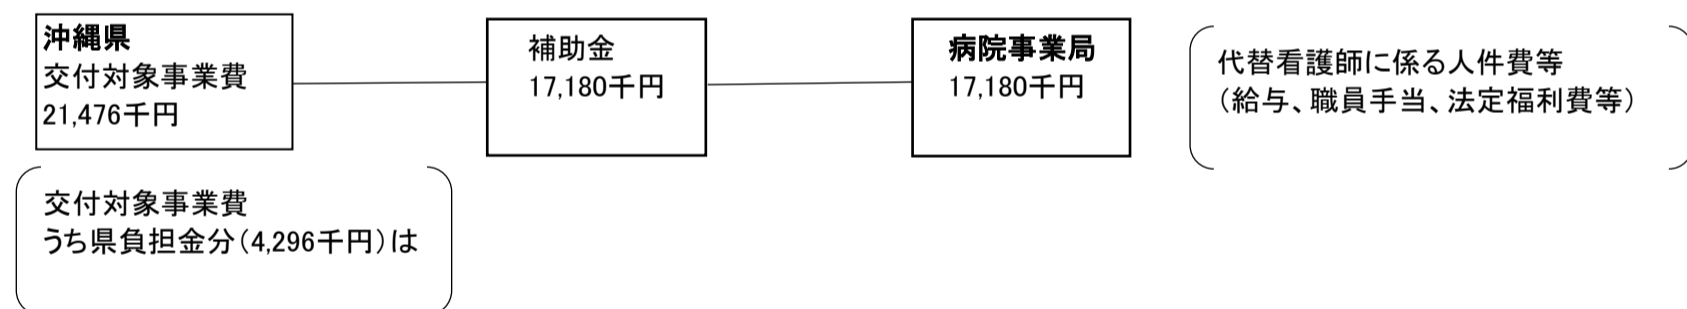 沖縄県
交付対象事業費
21,476千円
補助金
17,180千円
病院事業局
17,180千円
代替看護師に係る人件費等
（給与、職員手当、法定福利費等）
交付対象事業費
うち県負担金分（4,296千円）は